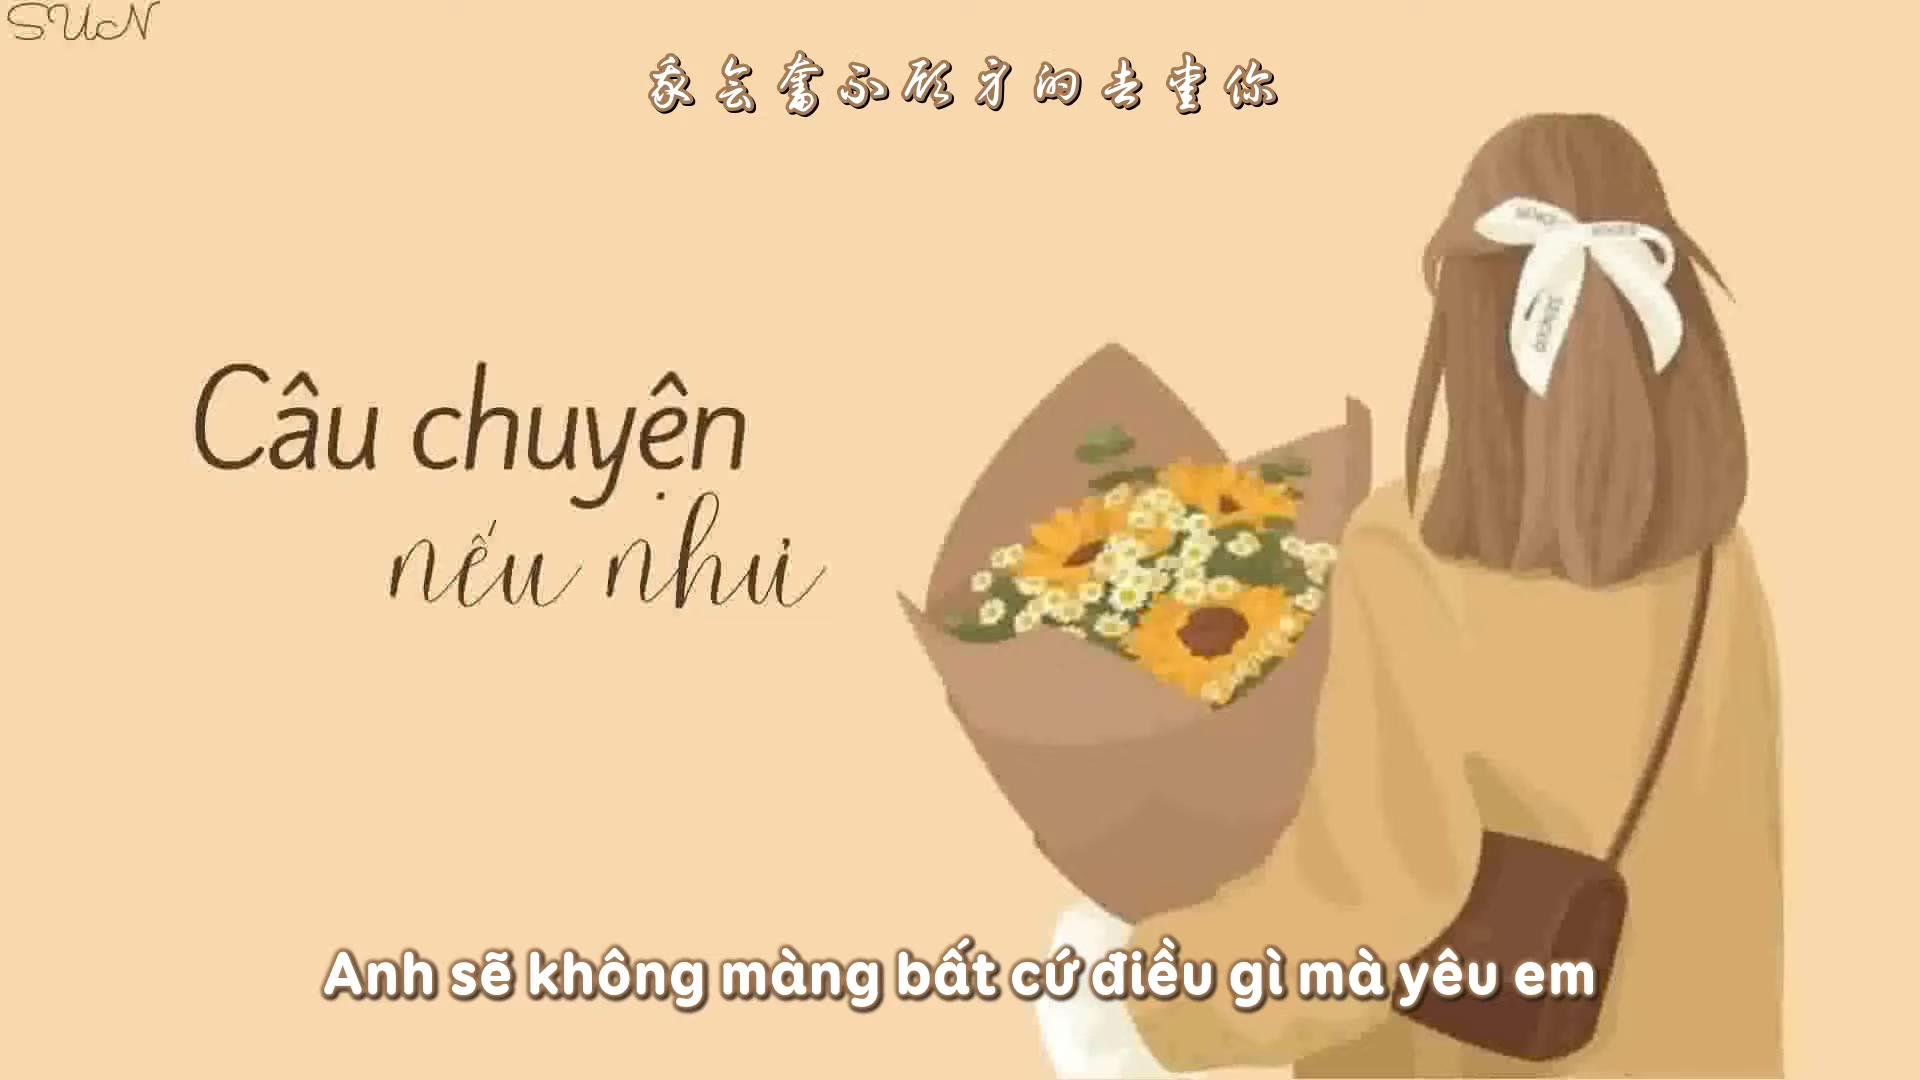 SUN
我会奋不顾身的去爱你
Câu chuyện
nếu như
Anh sẽ không màng bất cứ điều gì mà yêu em